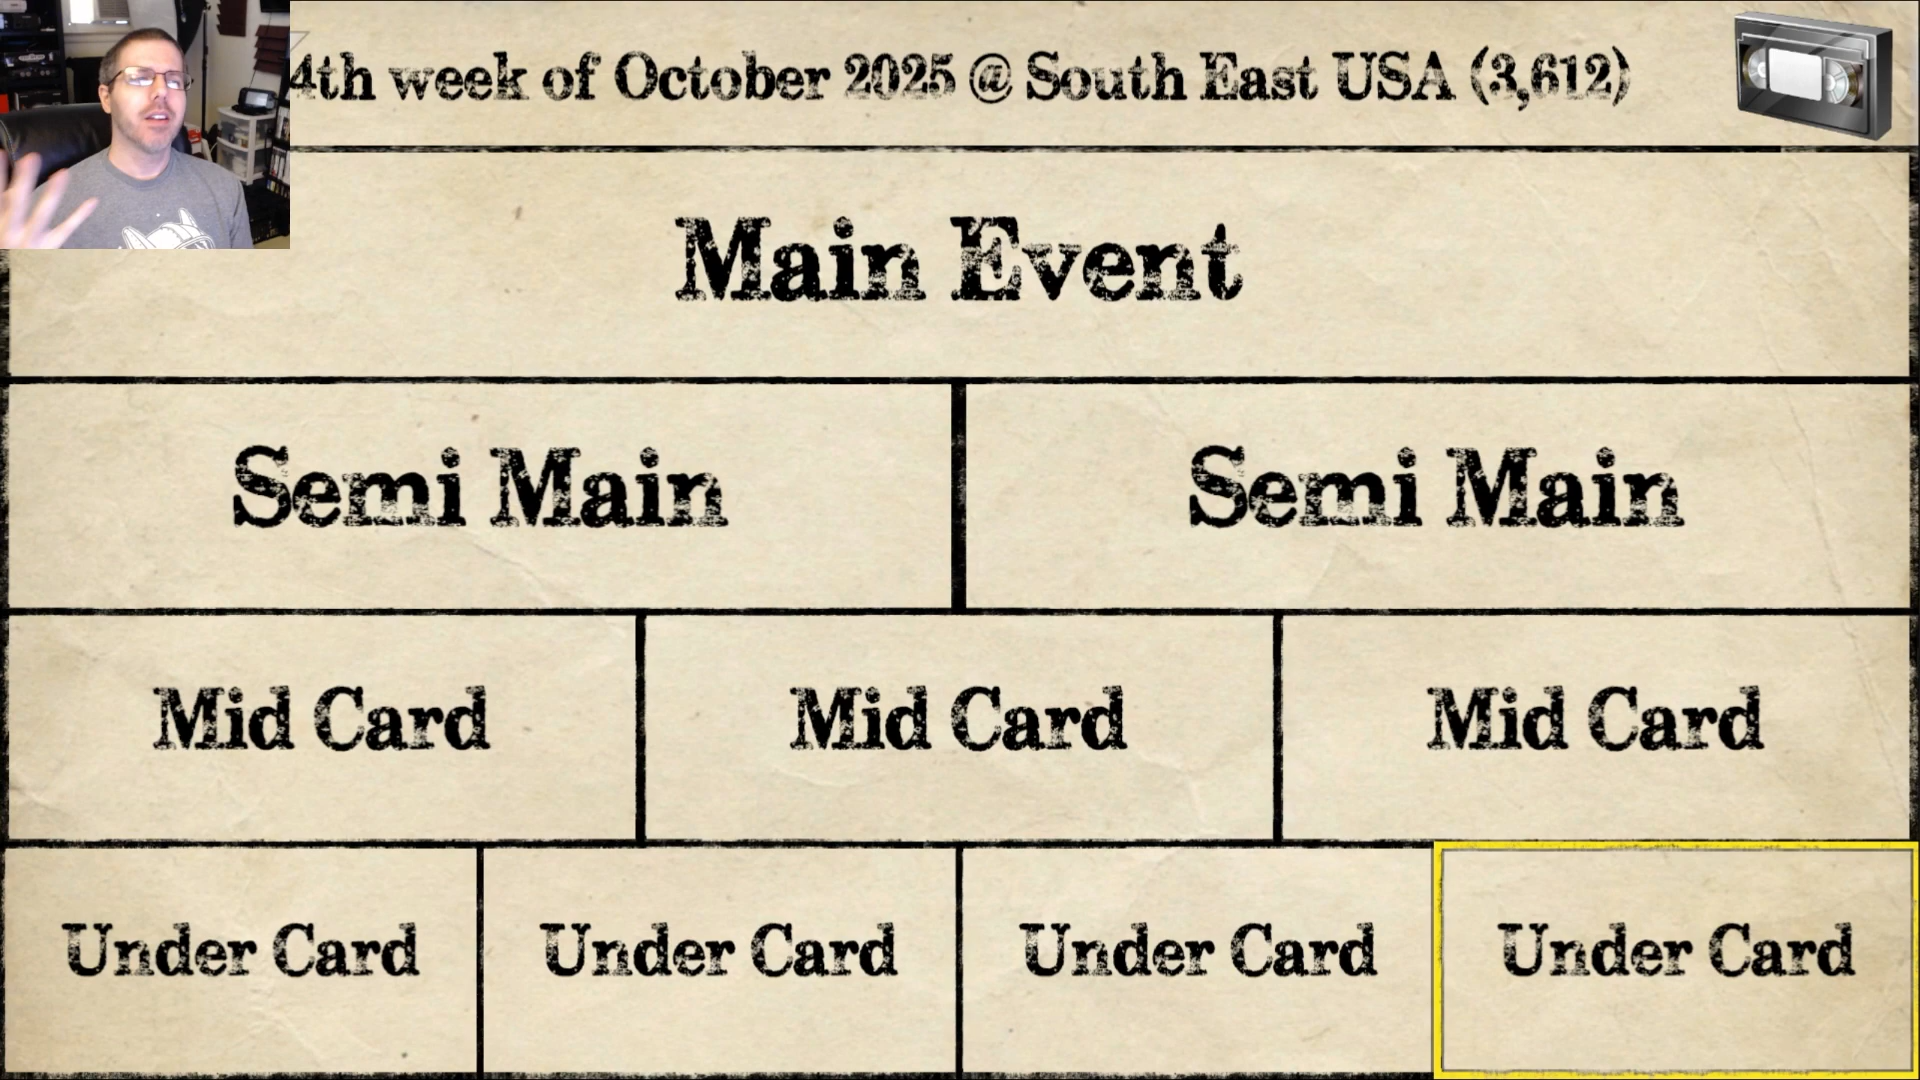 4th week of October 2025 @ South East USA (3,612)
Main Event
Semi Main Semi Main
Mid Card Mid Card Mid Card
Under Card Under Card Under Card Under Card